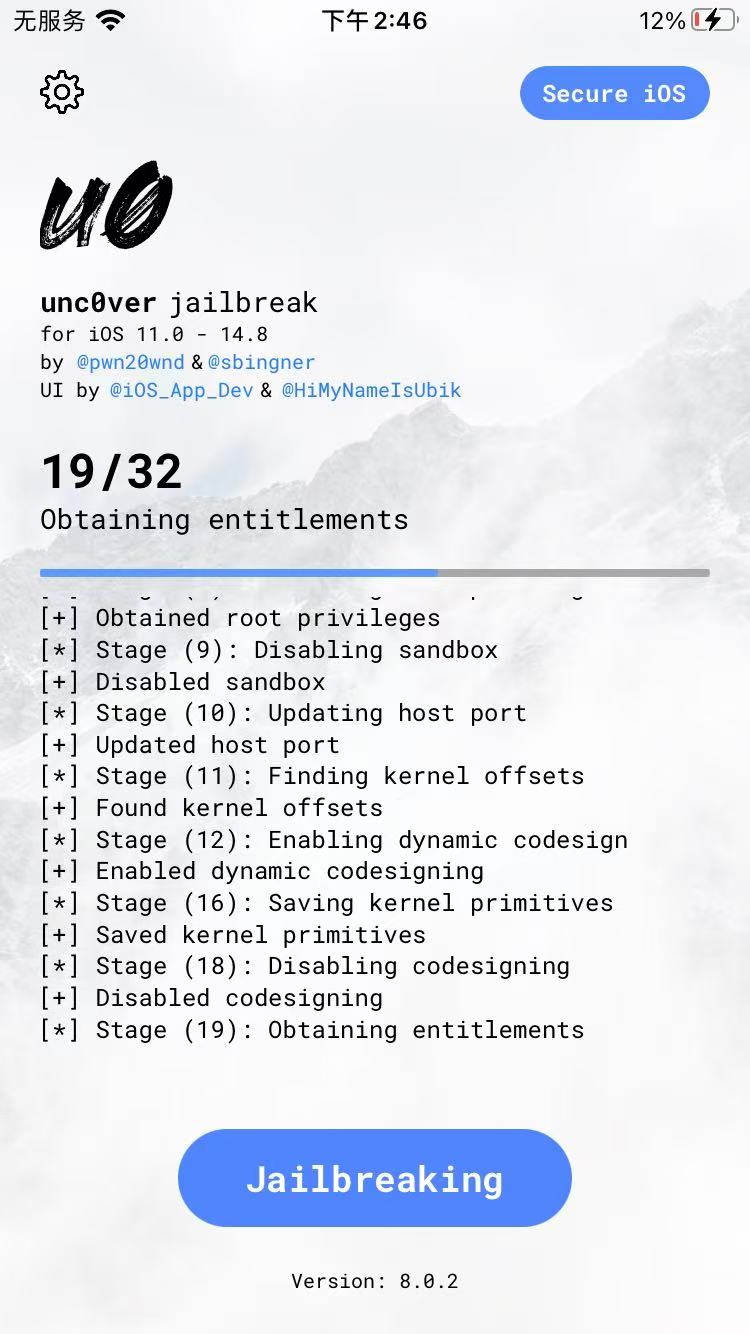 无服务 下午2:46 12%
Secure iOS
u0
unc0ver jailbreak
for iOS 11.0 - 14.8
by @pwn20wnd & @sbingner
UI by @iOS_App_Dev & @HiMyNameIsUbik
19/32
Obtaining entitlements
[+] Obtained root privileges
[*] Stage (9): Disabling sandbox
[+] Disabled sandbox
[*] Stage (10): Updating host port
[+] Updated host port
[*] Stage (11): Finding kernel offsets
[+] Found kernel offsets
[*] Stage (12): Enabling dynamic codesign
[+] Enabled dynamic codesigning
[*] Stage (16): Saving kernel primitives
[+] Saved kernel primitives
[*] Stage (18): Disabling codesigning
[+] Disabled codesigning
[*] Stage (19): Obtaining entitlements
Jailbreaking
Version: 8.0.2